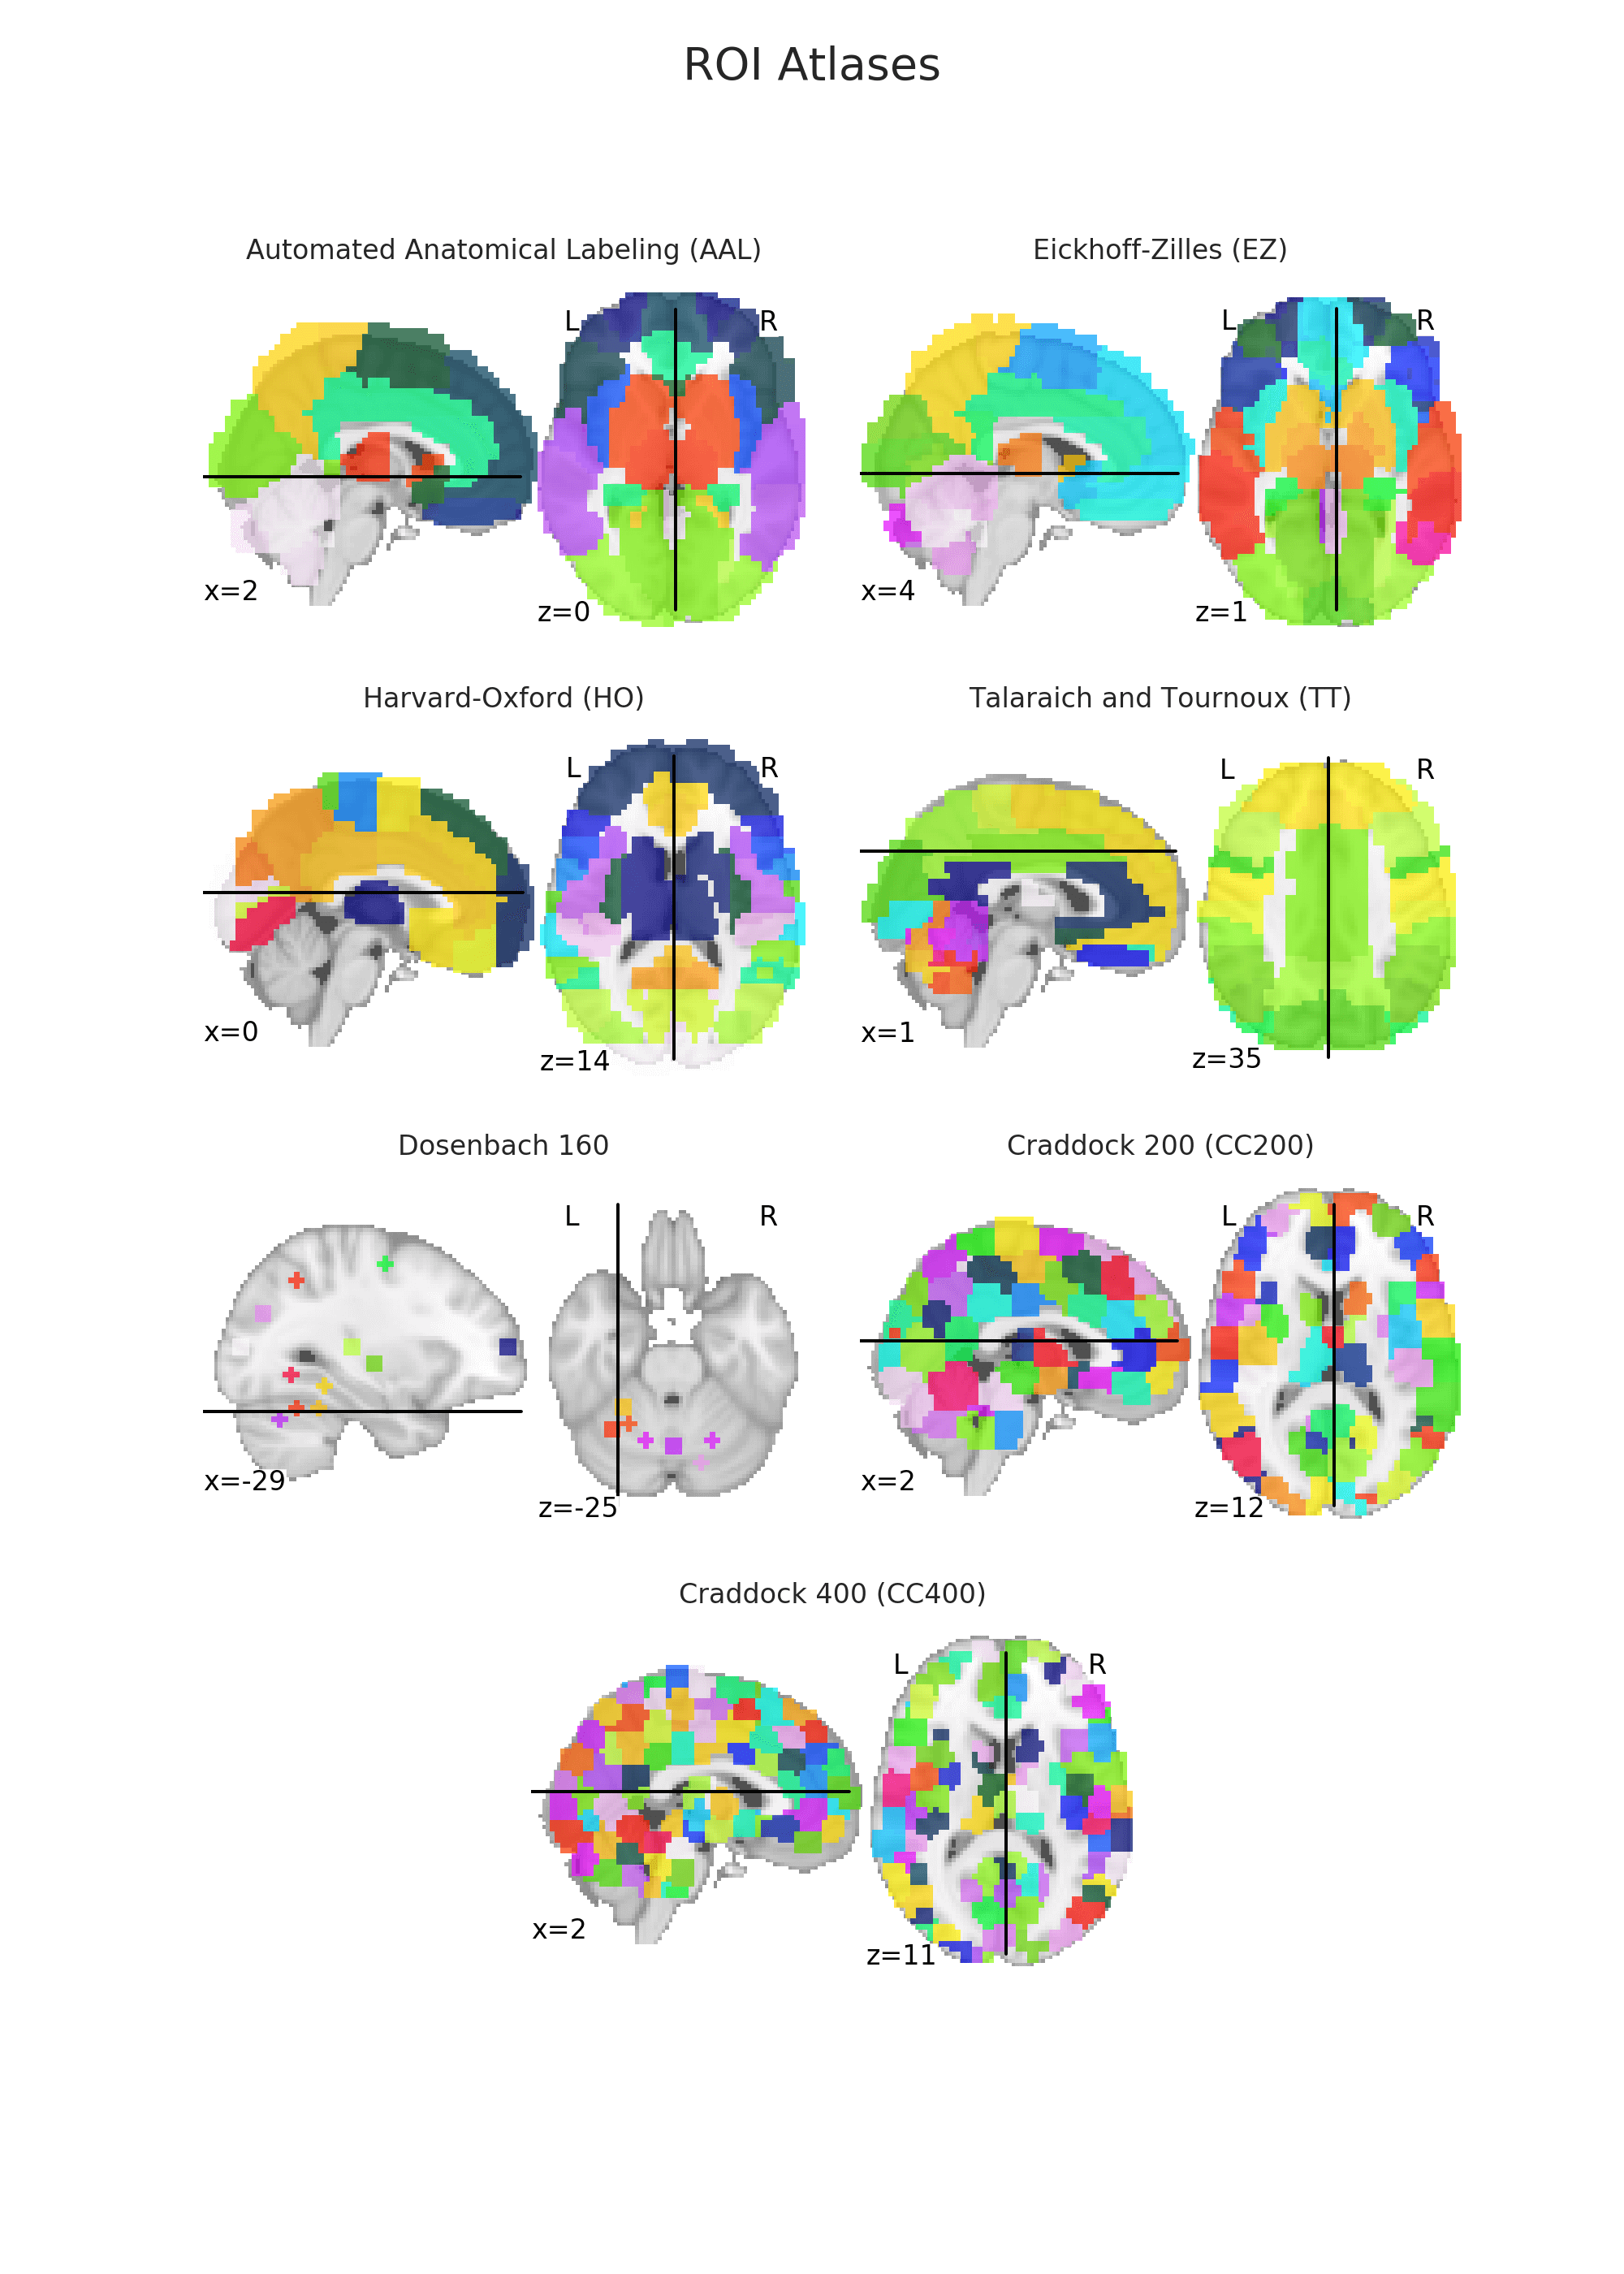 ROI Atlases
Automated Anatomical Labeling (AAL)
L R
x=2
z=0
Eickhoff-Zilles (EZ)
L R
x=4
z=1
Harvard-Oxford (HO)
L R
x=0
z=14
Talaraich and Tournoux (TT)
L R
x=1
z=35
Dosenbach 160
L R
x=-29
z=-25
Craddock 200 (CC200)
L R
x=2
z=12
Craddock 400 (CC400)
L R
x=2
z=11